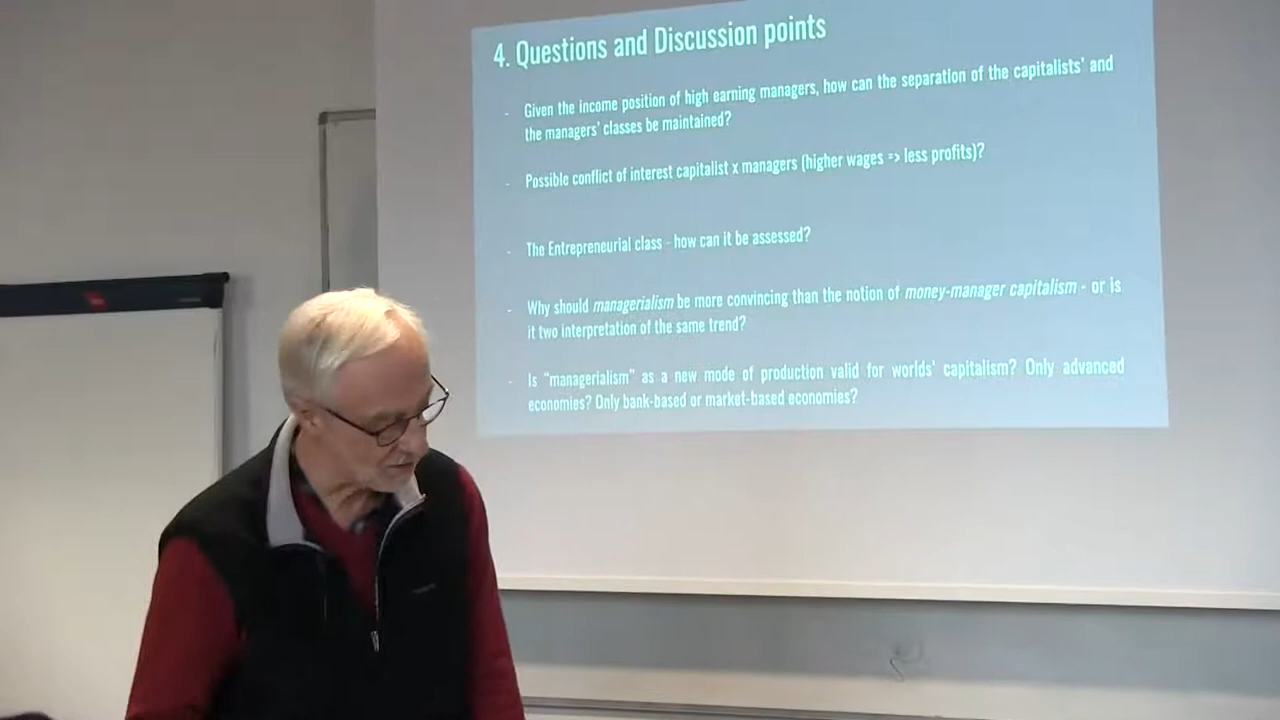 4. Questions and Discussion points
- Given the income position of high earning managers, how can the separation of the capitalists' and
the managers' classes be maintained?
- Possible conflict of interest capitalist x managers (higher wages => less profits)?
- The Entrepreneurial class - how can it be assessed?
- Why should managerialism be more convincing than the notion of money-manager capitalism - or is
it two interpretation of the same trend?
- Is “managerialism” as a new mode of production valid for worlds' capitalism? Only advanced
economies? Only bank-based or market-based economies?